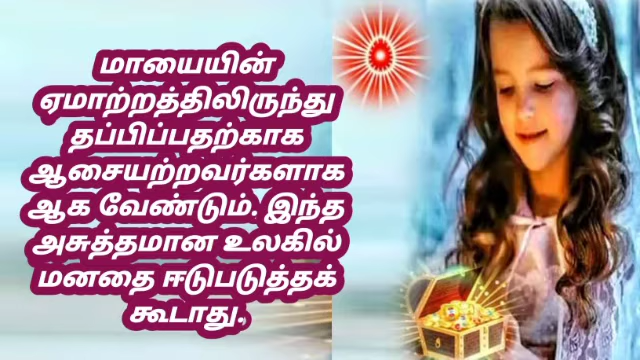 மாயையின்
ஏமாற்றத்திலிருந்து
தப்பிப்பதற்காக
ஆசையற்றவர்களாக
ஆக வேண்டும். இந்த
அசுத்தமான உலகில்
மனதை ஈடுபடுத்தக்
கூடாது.